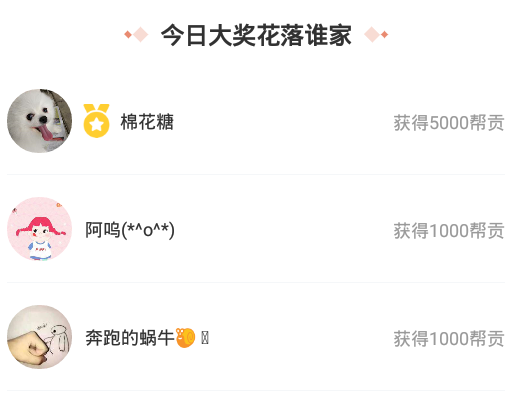 今日大奖花落谁家
棉花糖
获得5000帮贡
阿呜(*^o^*)
获得1000帮贡
奔跑的蜗牛
获得1000帮贡